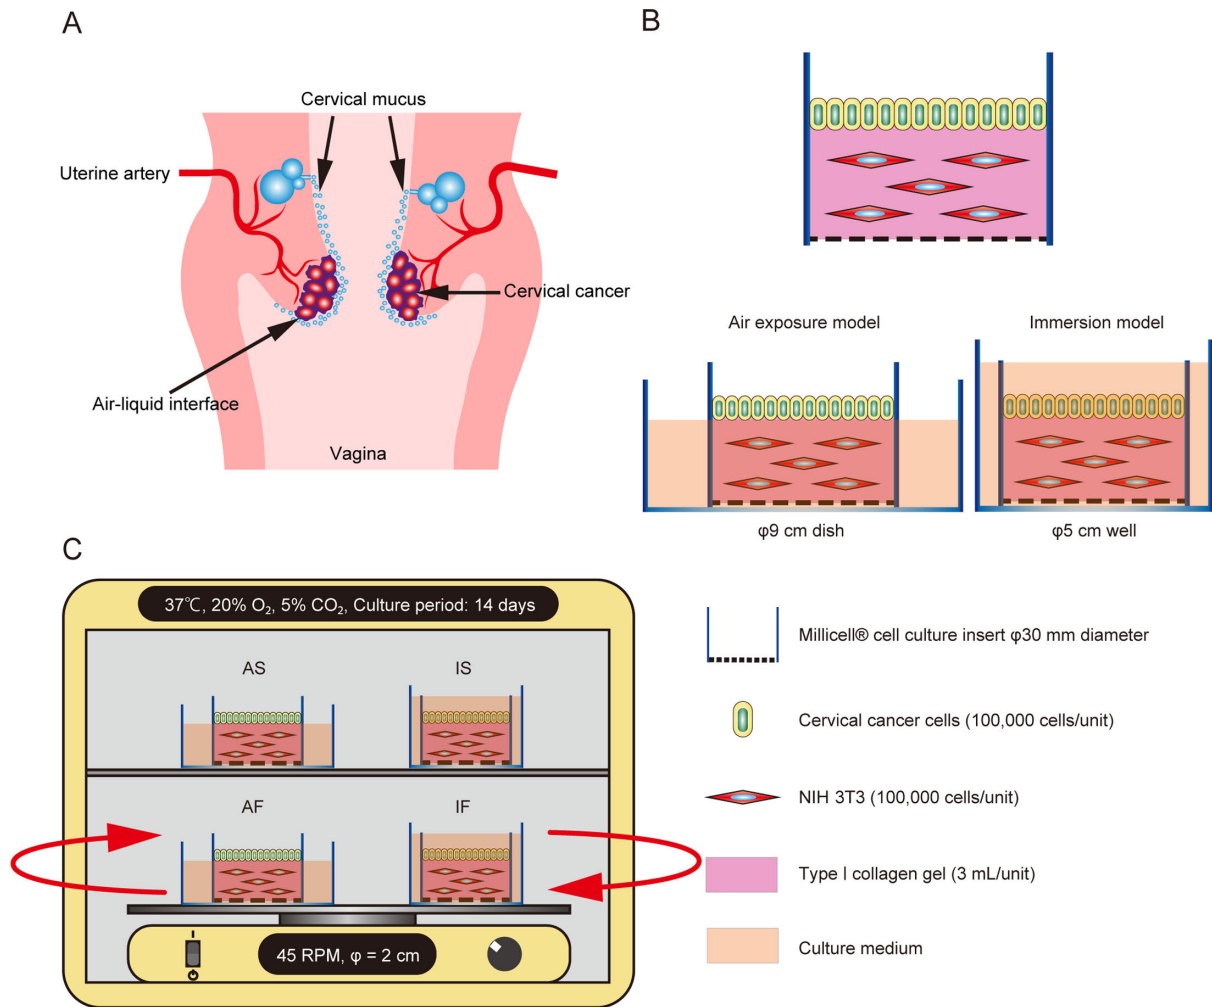 A
Cervical mucus
Uterine artery
Cervical cancer
Air-liquid interface
Vagina
B
Air exposure model
Immersion model
φ9 cm dish
φ5 cm well
C
37℃, 20% O₂, 5% CO₂, Culture period: 14 days
AS
IS
AF
IF
45 RPM, φ = 2 cm
Millicell® cell culture insert φ30 mm diameter
Cervical cancer cells (100,000 cells/unit)
NIH 3T3 (100,000 cells/unit)
Type I collagen gel (3 mL/unit)
Culture medium